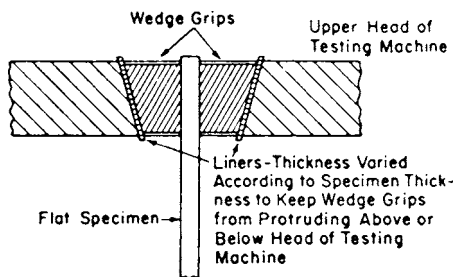 Wedge Grips
Upper Head of
Testing Machine
Liners-Thickness Varied
According to Specimen Thick-
ness to Keep Wedge Grips
from Protruding Above or
Below Head of Testing
Machine
Flat Specimen